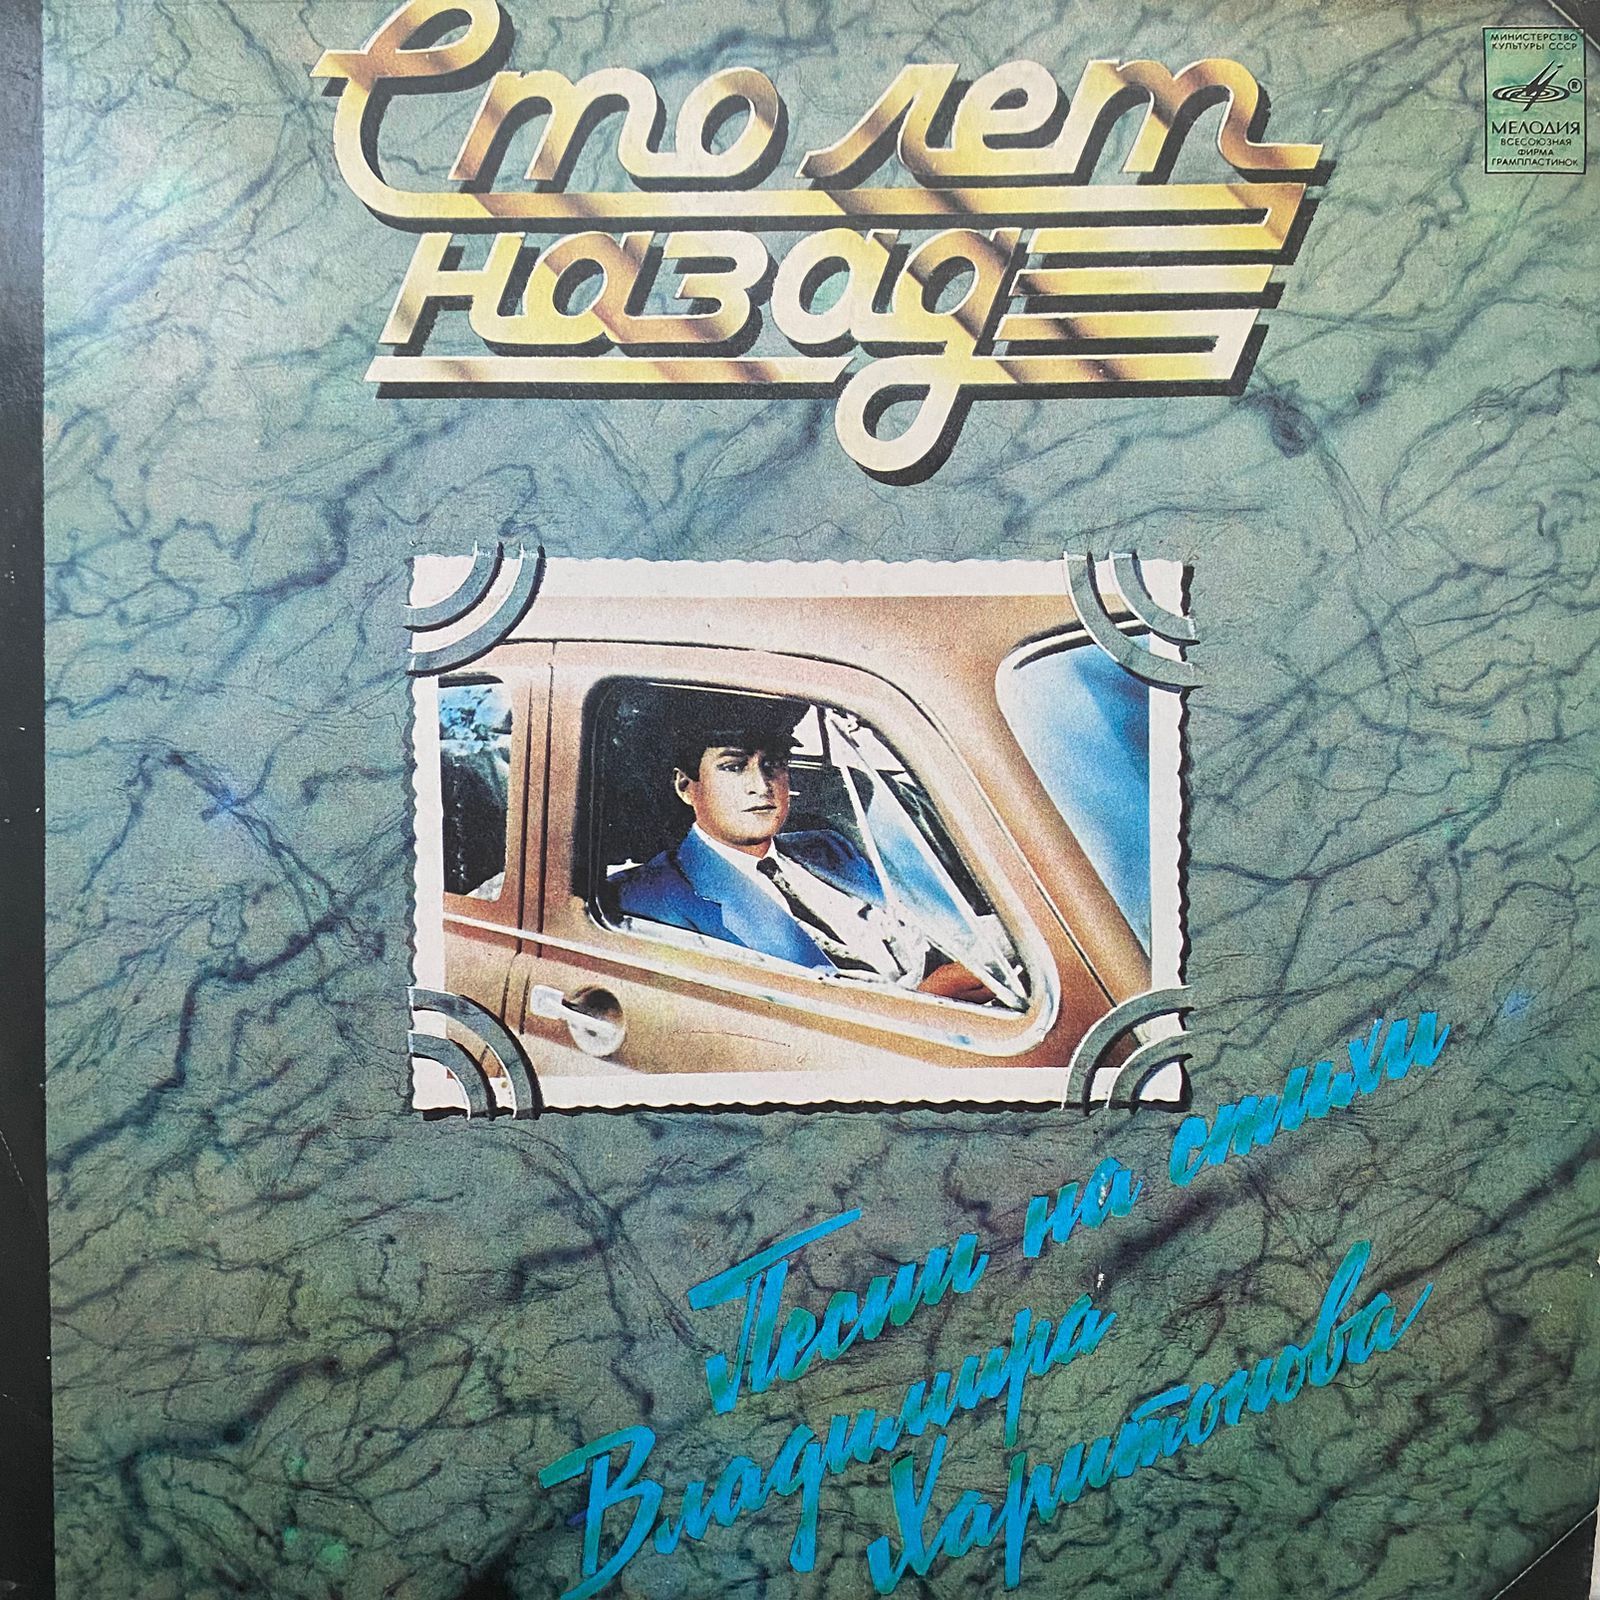 Сто лет
назад
МИНИСТЕРСТВО
КУЛЬТУРЫ СССР
МЕЛОДИЯ
ВСЕСОЮЗНАЯ
ФИРМА
ГРАМПЛАСТИНОК
Песни на стихи
Владимира
Харитонова